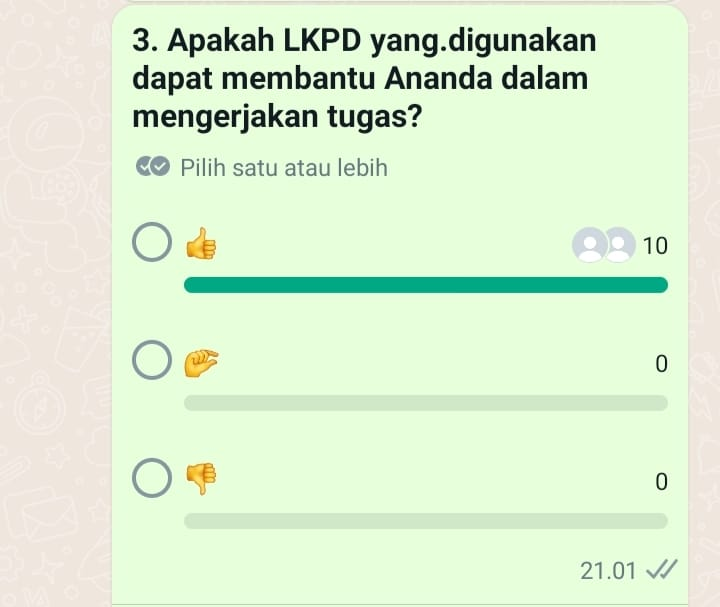 3. Apakah LKPD yang.digunakan
dapat membantu Ananda dalam
mengerjakan tugas?
Pilih satu atau lebih
👍 10
🤏 0
👎 0
21.01